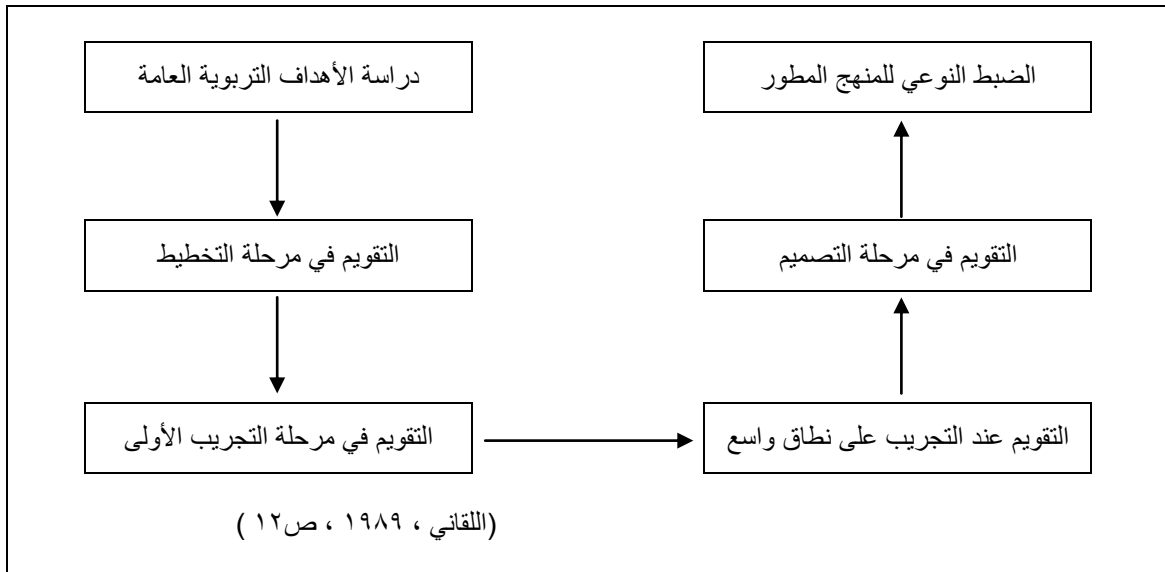 دراسة الأهداف التربوية العامة
التقويم في مرحلة التخطيط
التقويم في مرحلة التجريب الأولى
التقويم عند التجريب على نطاق واسع
التقويم في مرحلة التصميم
الضبط النوعي للمنهج المطور
(اللقاني ، ١٩٨٩ ، ص١٢ )